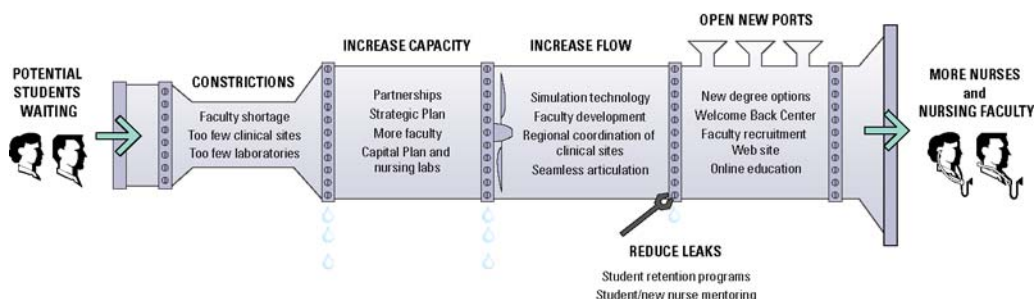 POTENTIAL
STUDENTS
WAITING
CONSTRICTIONS
Faculty shortage
Too few clinical sites
Too few laboratories
INCREASE CAPACITY
Partnerships
Strategic Plan
More faculty
Capital Plan and
nursing labs
INCREASE FLOW
Simulation technology
Faculty development
Regional coordination of
clinical sites
Seamless articulation
REDUCE LEAKS
Student retention programs
Student/new nurse mentoring
OPEN NEW PORTS
New degree options
Welcome Back Center
Faculty recruitment
Web site
Online education
MORE NURSES
and
NURSING FACULTY